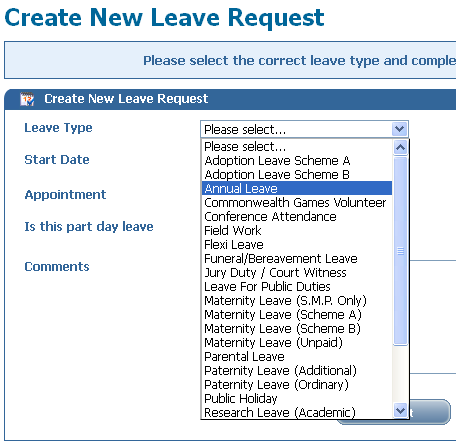 Create New Leave Request
Please select the correct leave type and comple
Create New Leave Request
Leave Type
Please select...
Please select...
Adoption Leave Scheme A
Start Date
Adoption Leave Scheme B
Annual Leave
Appointment
Commonwealth Games Volunteer
Conference Attendance
Is this part day leave
Field Work
Flexi Leave
Funeral/Bereavement Leave
Comments
Jury Duty / Court Witness
Leave For Public Duties
Maternity Leave (S.M.P. Only)
Maternity Leave (Scheme A)
Maternity Leave (Scheme B)
Maternity Leave (Unpaid)
Parental Leave
Paternity Leave (Additional)
Paternity Leave (Ordinary)
Public Holiday
Research Leave (Academic)